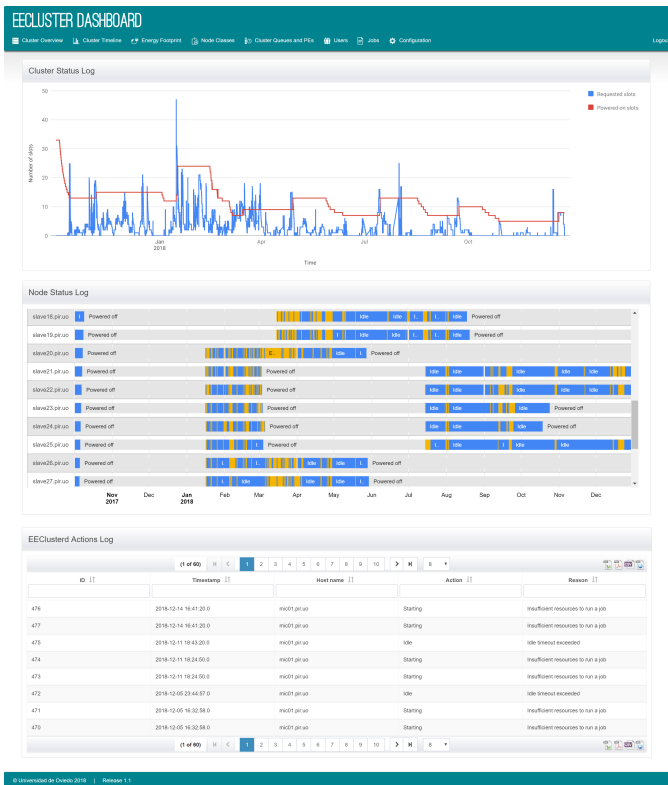 EECLUSTER DASHBOARD
Cluster Overview Cluster Timeline Energy Footprint Node Classes Cluster Queues and PEs Users Jobs Configuration Logout
Cluster Status Log
50
40
30
20
10
0
Number of slots
Jan
2018
Apr
Jul
Oct
Time
Requested slots
Powered on slots
Node Status Log
slave18.pir.uo I Powered off Idle Idle I.. I.. Idle Powered off
slave19.pir.uo Powered off I Idle Idle I.. I.. Idle Powered off
slave20.pir.uo Powered off Idle I.. Powered off
slave21.pir.uo Powered off Powered off Idle Idle Idle Idle Idle
slave22.pir.uo Powered off Powered off Idle Idle Idle Idle Idle
slave23.pir.uo Powered off Powered off Idle Idle Idle Powered off
slave24.pir.uo Powered off Powered off Idle Idle Idle Powered off
slave25.pir.uo Powered off I.. Powered off I.. Idle I Idle Idle
slave26.pir.uo Powered off I I.. Idle Idle I.. Powered off
slave27.pir.uo Powered off I Idle Idle Idle I.. Powered off
Nov
2017
Dec
Jan
2018
Feb Mar Apr May Jun Jul Aug Sep Oct Nov Dec
EEClusterd Actions Log
(1 of 60) 1 2 3 4 5 6 7 8 9 10 8
ID Timestamp Host name Action Reason
476 2018-12-14 16:41:20.0 mic01.pir.uo Starting Insufficient resources to run a job
477 2018-12-14 16:41:20.0 mic01.pir.uo Starting Insufficient resources to run a job
475 2018-12-11 19:43:20.0 mic01.pir.uo Idle Idle timeout exceeded
474 2018-12-11 18:24:50.0 mic01.pir.uo Starting Insufficient resources to run a job
473 2018-12-11 18:24:50.0 mic01.pir.uo Starting Insufficient resources to run a job
472 2018-12-05 23:44:57.0 mic01.pir.uo Idle Idle timeout exceeded
471 2018-12-05 16:32:58.0 mic01.pir.uo Starting Insufficient resources to run a job
470 2018-12-05 16:32:58.0 mic01.pir.uo Starting Insufficient resources to run a job
(1 of 60) 1 2 3 4 5 6 7 8 9 10 8
© Universidad de Oviedo 2018 | Release 1.1